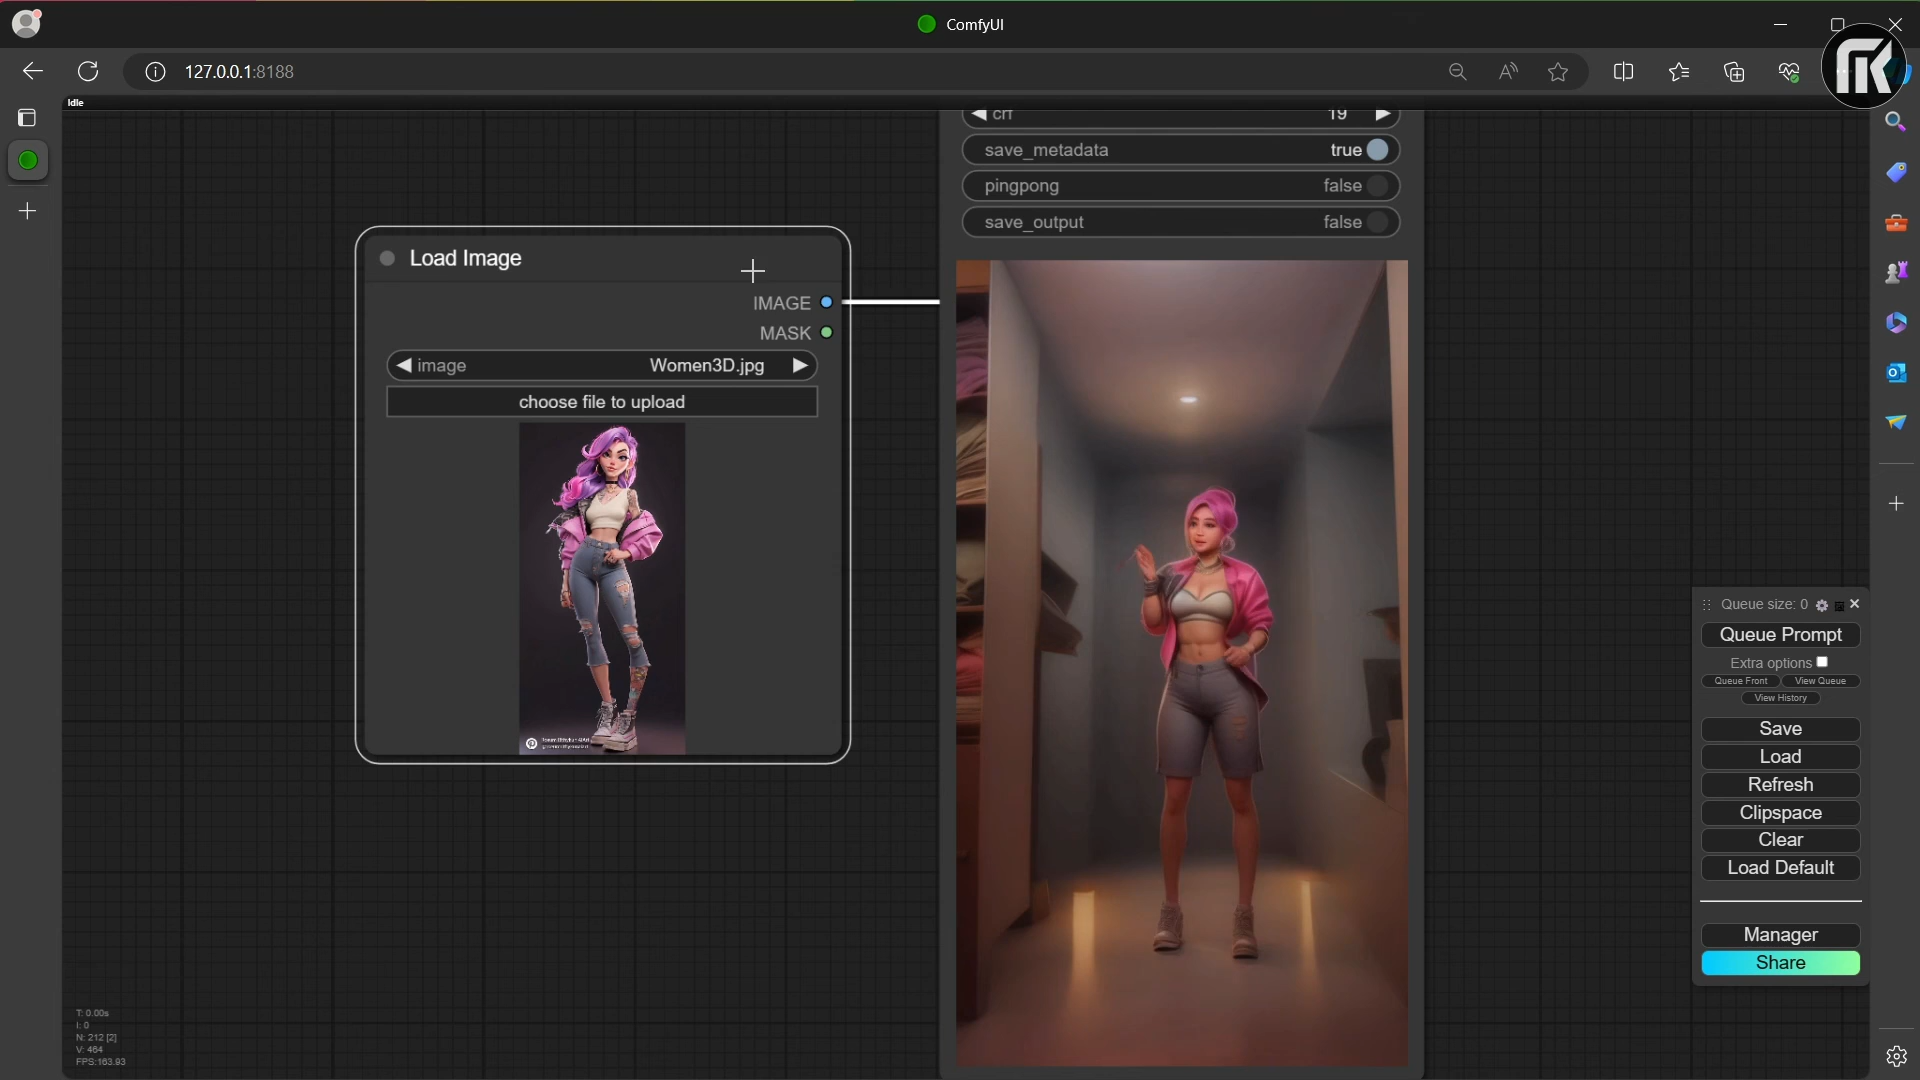 ComfyUI
127.0.0.1:8188
Idle
crf 19
save_metadata true
pingpong false
save_output false
Load Image
IMAGE
MASK
image Women3D.jpg
choose file to upload
Queue size: 0
Queue Prompt
Extra options
Queue Front View Queue
View History
Save
Load
Refresh
Clipspace
Clear
Load Default
Manager
Share
T: 0.00s
I: 0
N: 212 [2]
V: 464
FPS:163.93